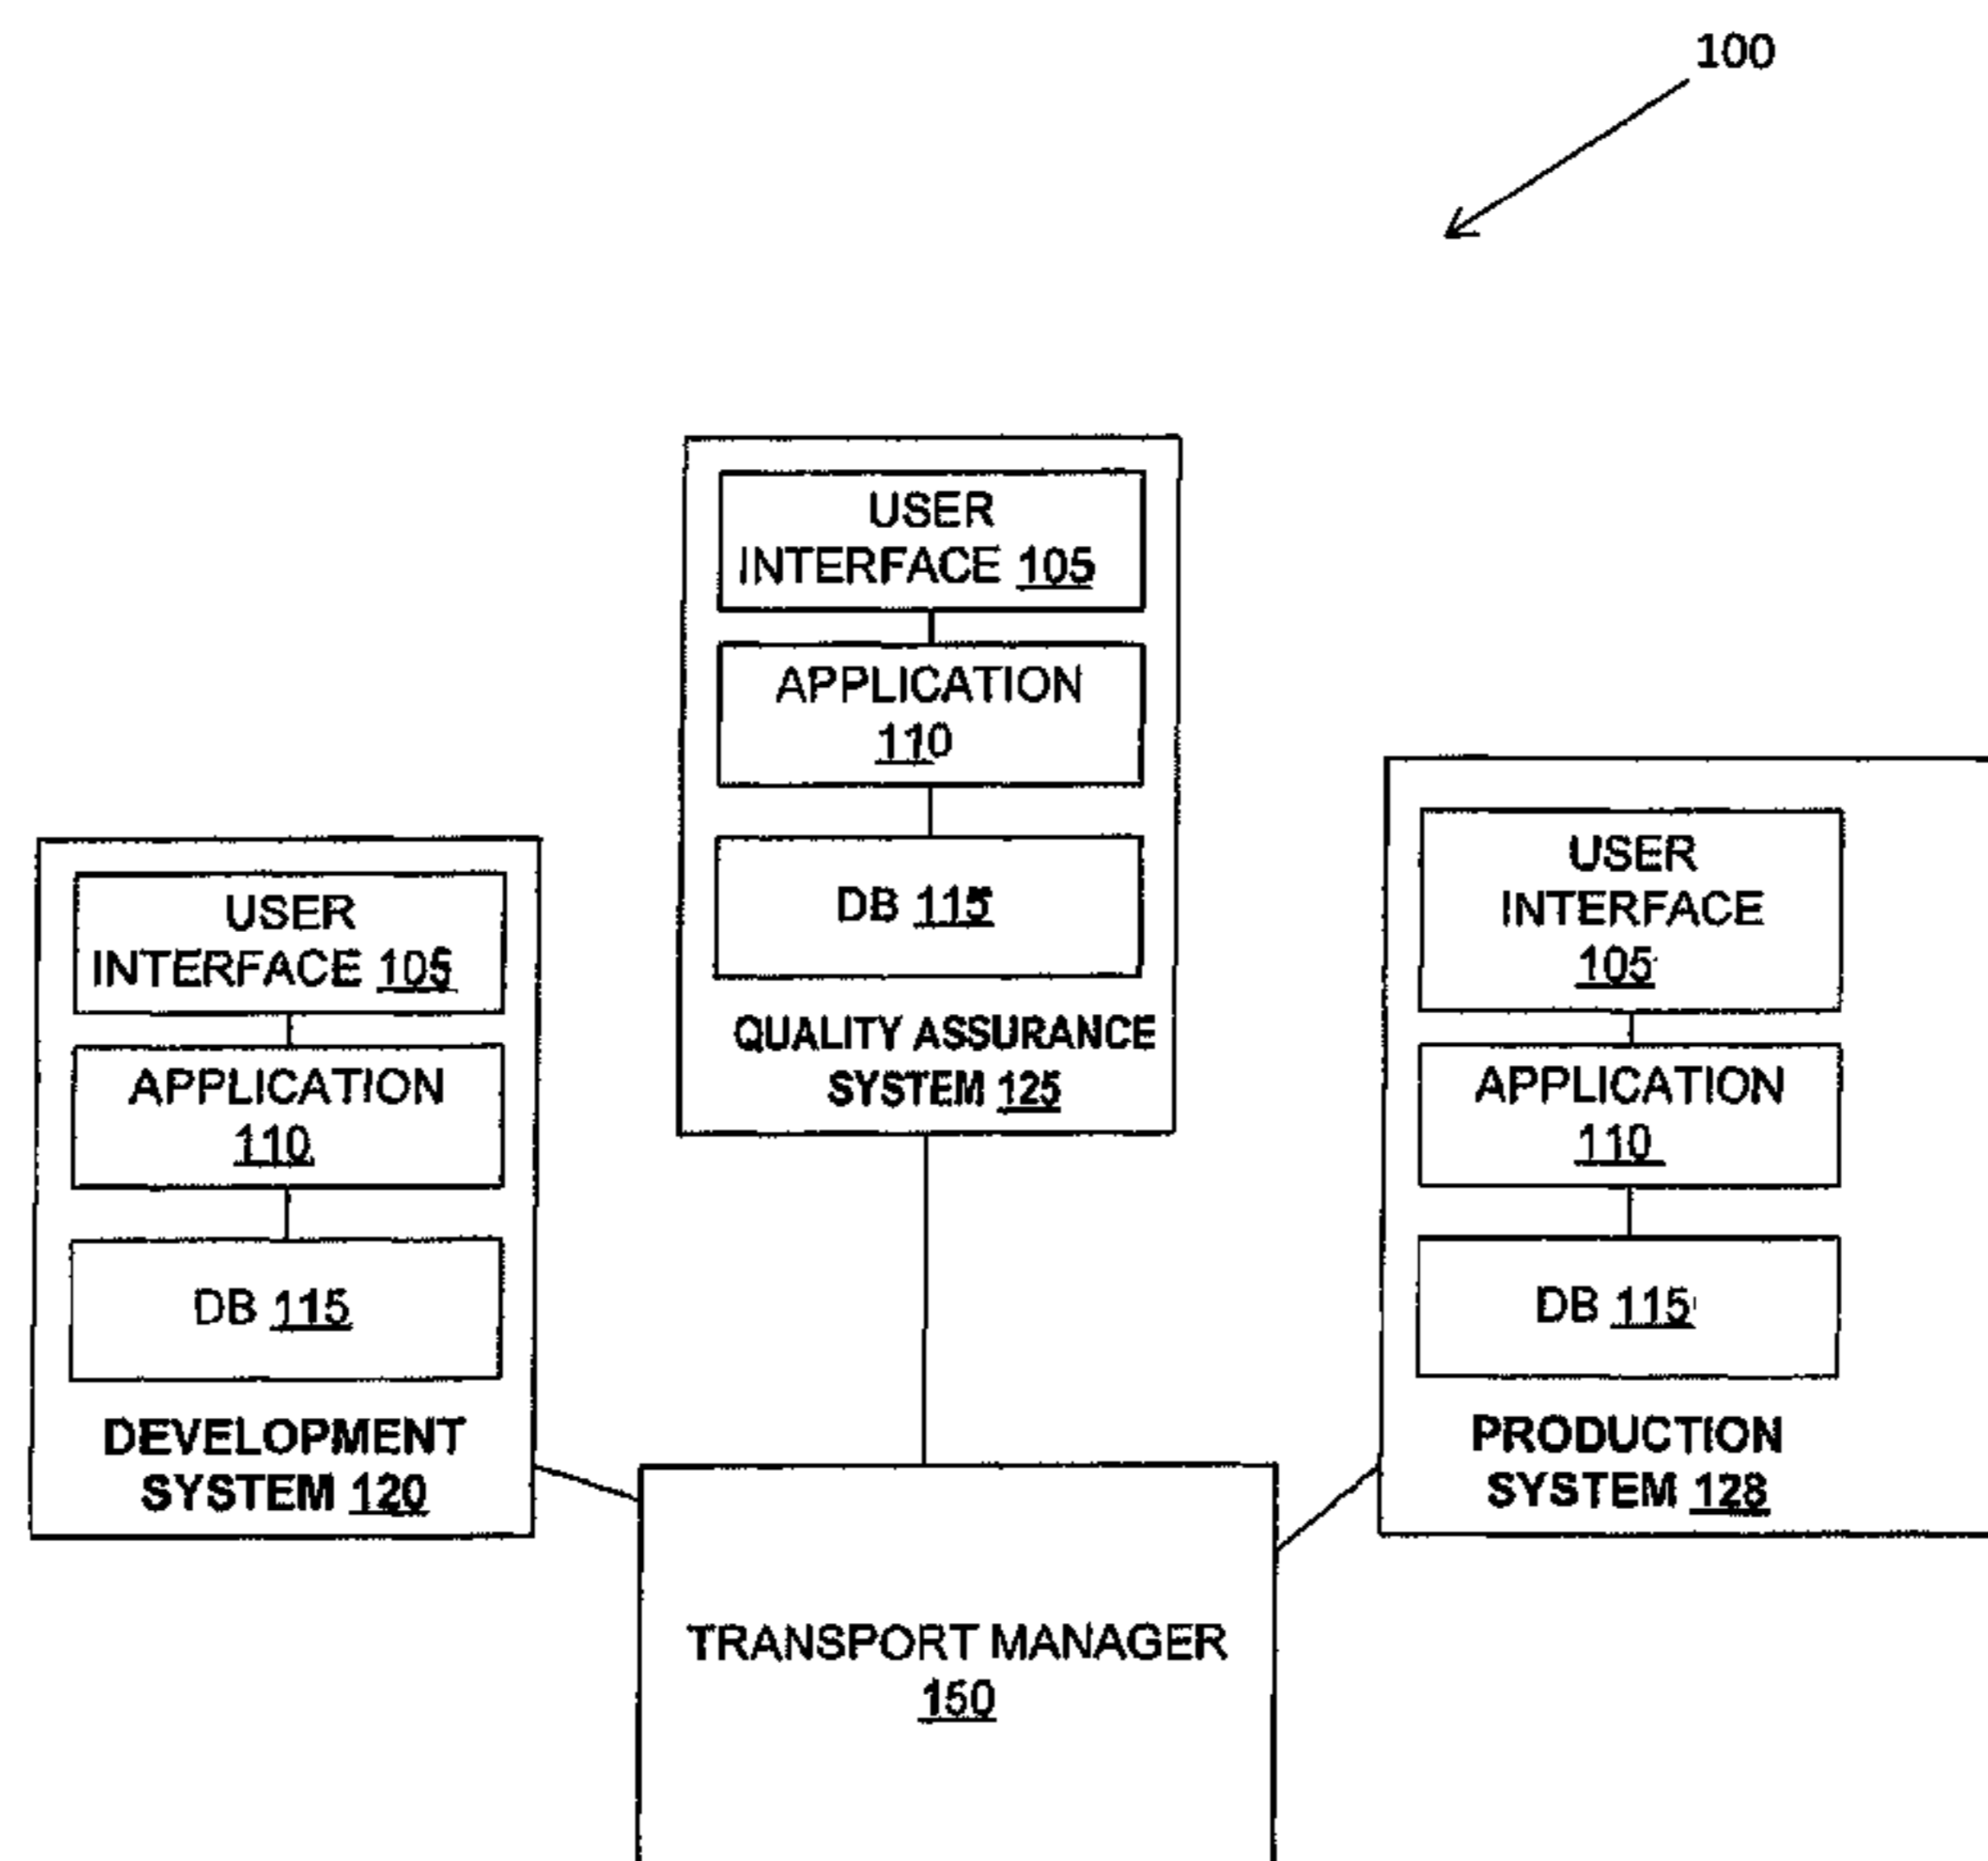 100
USER
INTERFACE 105
APPLICATION
110
DB 115
QUALITY ASSURANCE
SYSTEM 125
USER
INTERFACE 105
APPLICATION
110
DB 115
DEVELOPMENT
SYSTEM 120
USER
INTERFACE
105
APPLICATION
110
DB 115
PRODUCTION
SYSTEM 128
TRANSPORT MANAGER
150